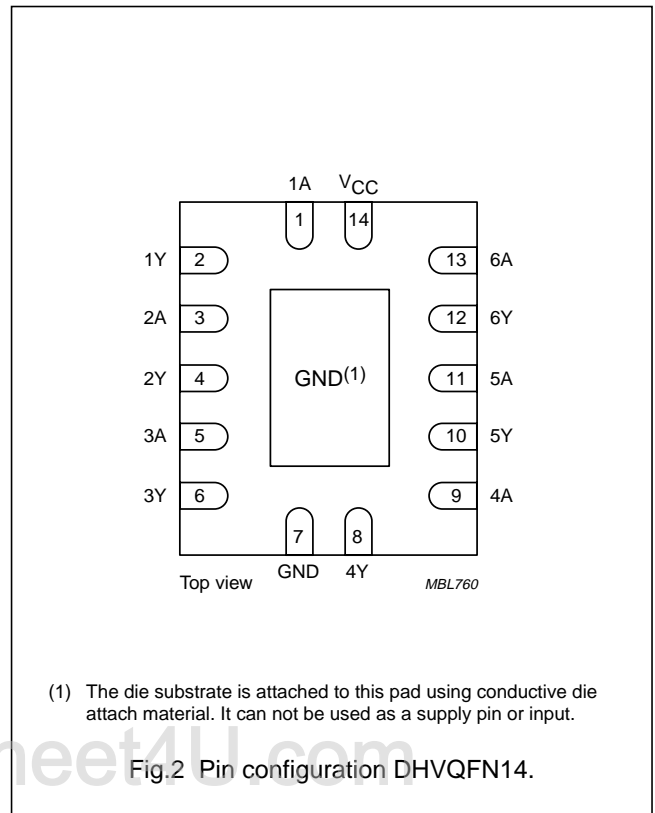 1A VCC
1 14
1Y 2 13 6A
2A 3 12 6Y
2Y 4 GND(1) 11 5A
3A 5 10 5Y
3Y 6 9 4A
7 8
Top view GND 4Y MBL760
(1) The die substrate is attached to this pad using conductive die
attach material. It can not be used as a supply pin or input.
heet4U.com
Fig.2 Pin configuration DHVQFN14.